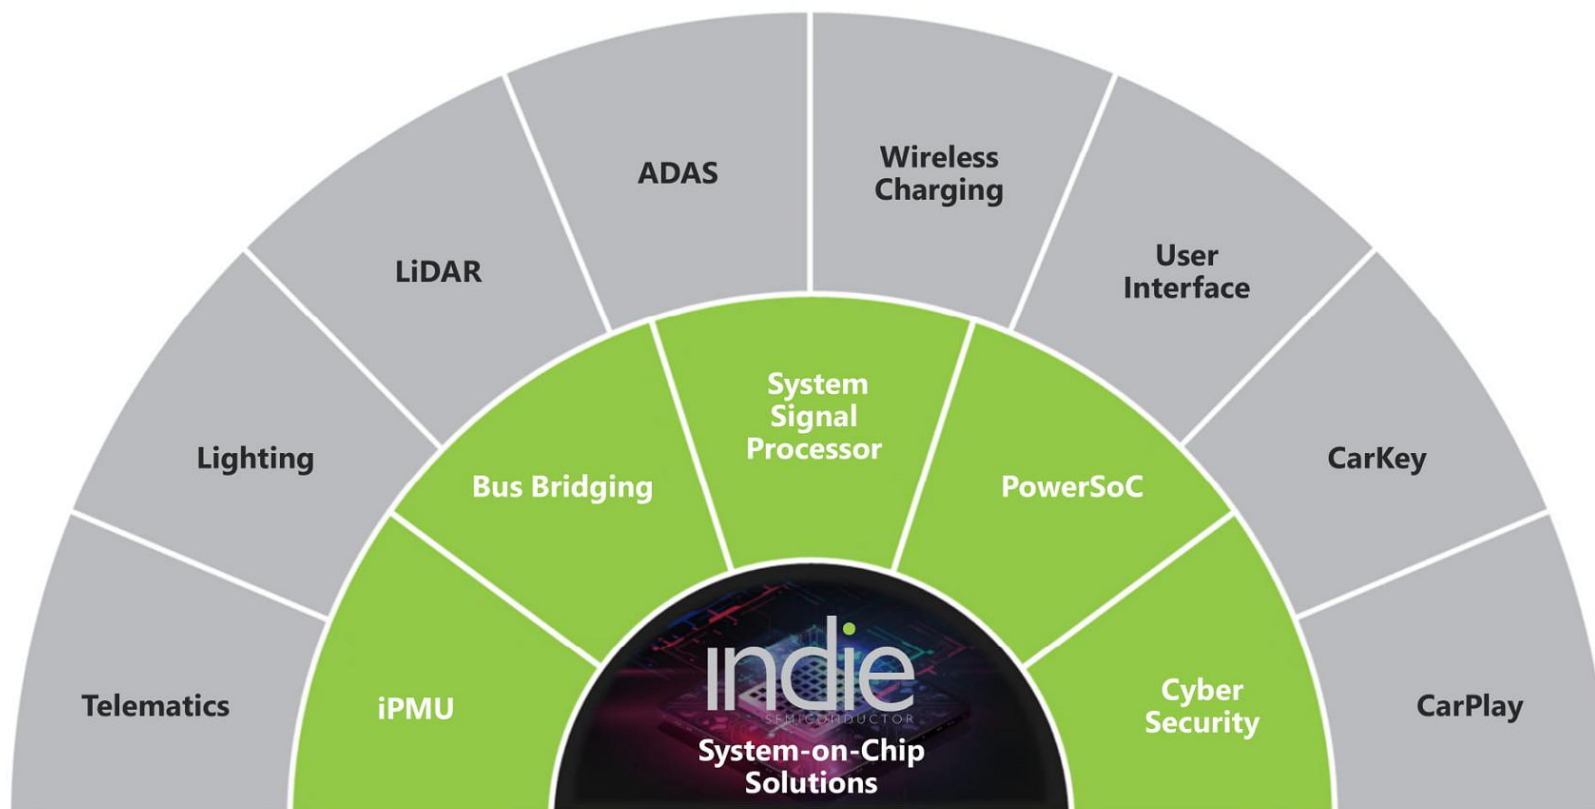 ADAS
Wireless
Charging
LiDAR
User
Interface
Lighting
CarKey
Telematics
CarPlay
System
Signal
Processor
Bus Bridging
PowerSoC
iPMU
Cyber
Security
indie
SEMICONDUCTOR
System-on-Chip
Solutions